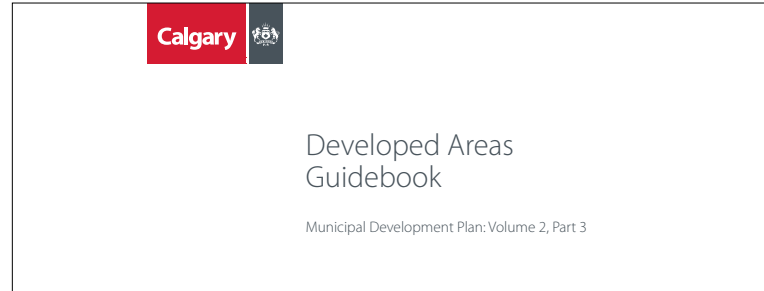 Calgary
Developed Areas
Guidebook
Municipal Development Plan: Volume 2, Part 3